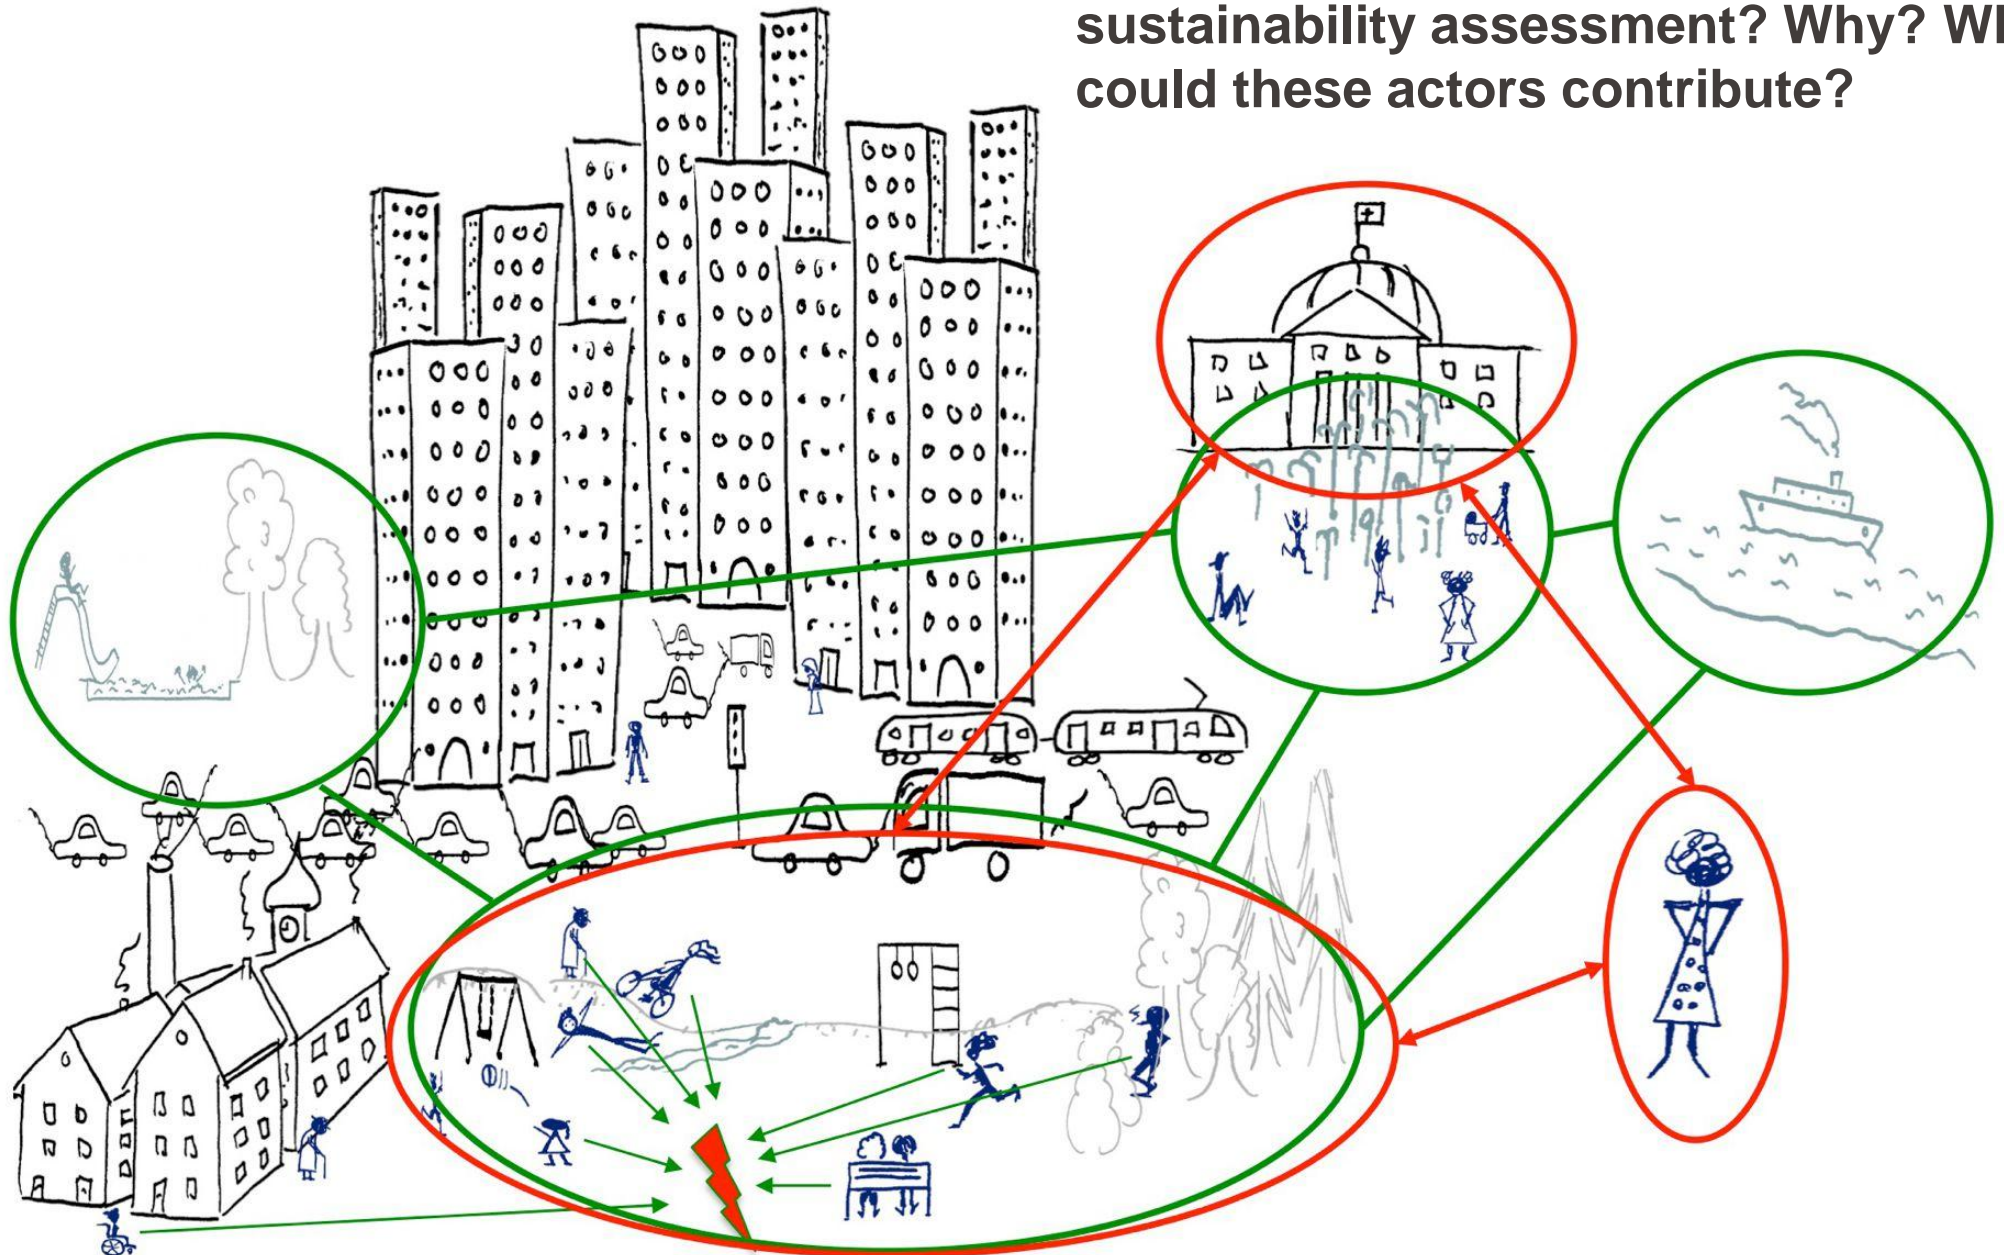 sustainability assessment? Why?
could these actors contribute?